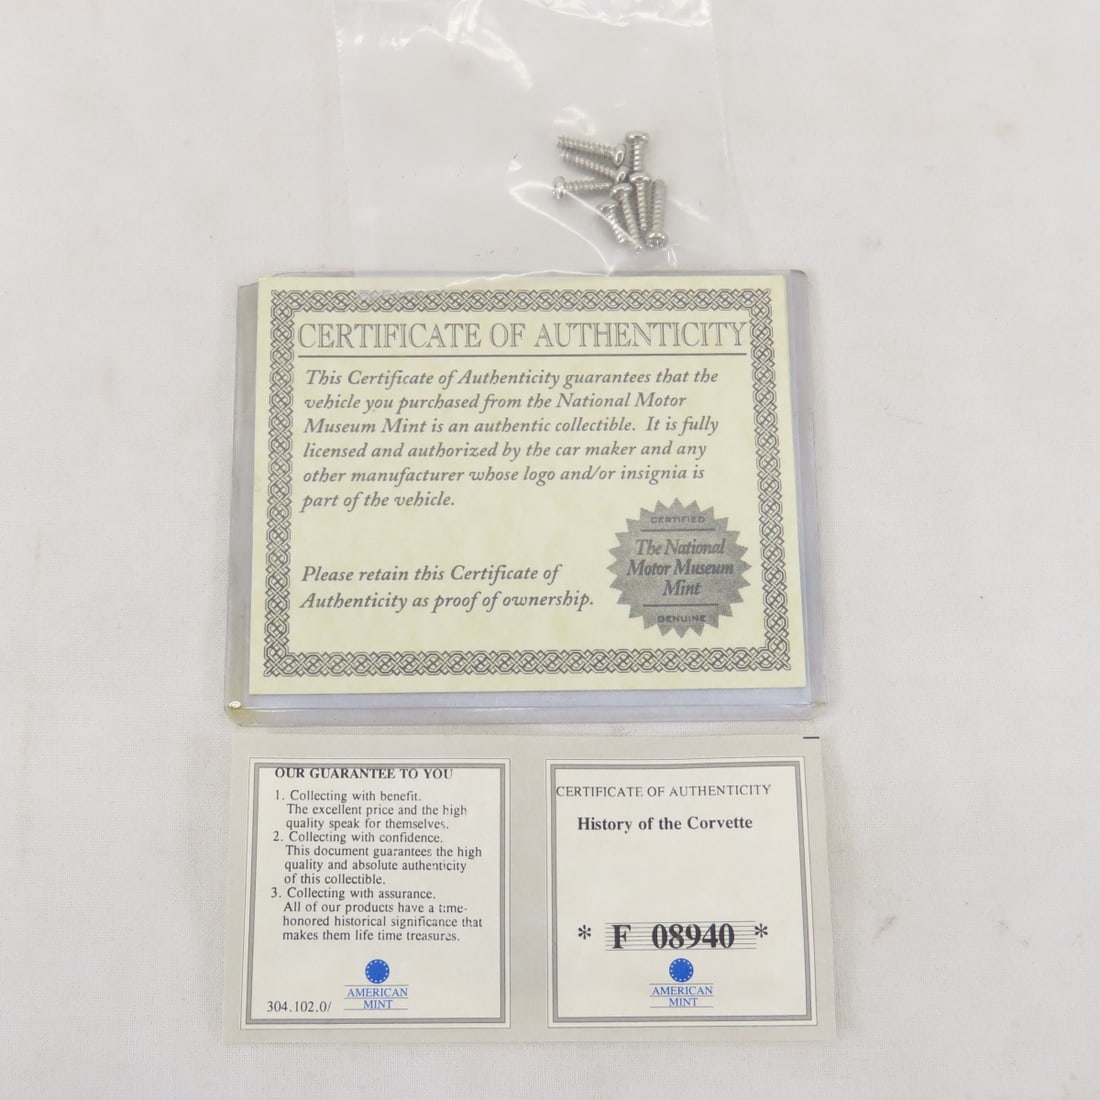 CERTIFICATE OF AUTHENTICITY
This Certificate of Authenticity guarantees that the
vehicle you purchased from the National Motor
Museum Mint is an authentic collectible. It is fully
licensed and authorized by the car maker and any
other manufacturer whose logo and/or insignia is
part of the vehicle.
Please retain this Certificate of
Authenticity as proof of ownership.
CERTIFIED
The National
Motor Museum
Mint
GENUINE
OUR GUARANTEE TO YOU
1. Collecting with benefit.
The excellent price and the high
quality speak for themselves.
2. Collecting with confidence.
This document guarantees the high
quality and absolute authenticity
of this collectible.
3. Collecting with assurance.
All of our products have a time-
honored historical significance that
makes them life time treasures.
304.102.0/
AMERICAN
MINT
CERTIFICATE OF AUTHENTICITY
History of the Corvette
* F 08940 *
AMERICAN
MINT